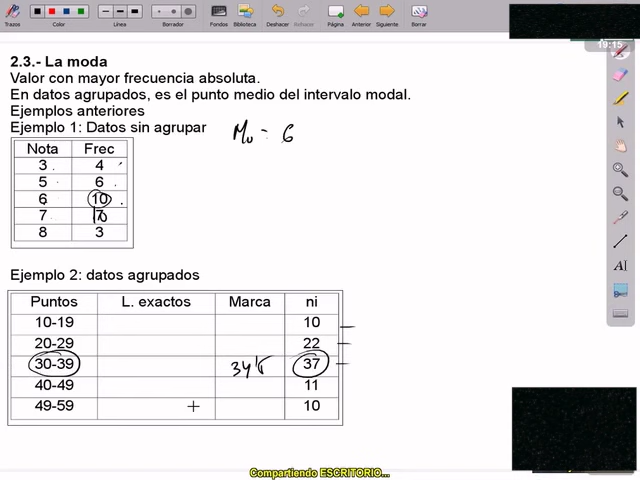 Trazos Color Línea Borrador Fondos Biblioteca Deshacer Rehacer Página Anterior Siguiente Borrar
19:15
2.3.- La moda
Valor con mayor frecuencia absoluta.
En datos agrupados, es el punto medio del intervalo modal.
Ejemplos anteriores
Ejemplo 1: Datos sin agrupar
Mo = 6
Nota Frec
3 4
5 6
6 10
7
8 3
Ejemplo 2: datos agrupados
Puntos L. exactos Marca ni
10-19 10
20-29 22
30-39 34'5 37
40-49 11
49-59 10
AI
Compartiendo ESCRITORIO...